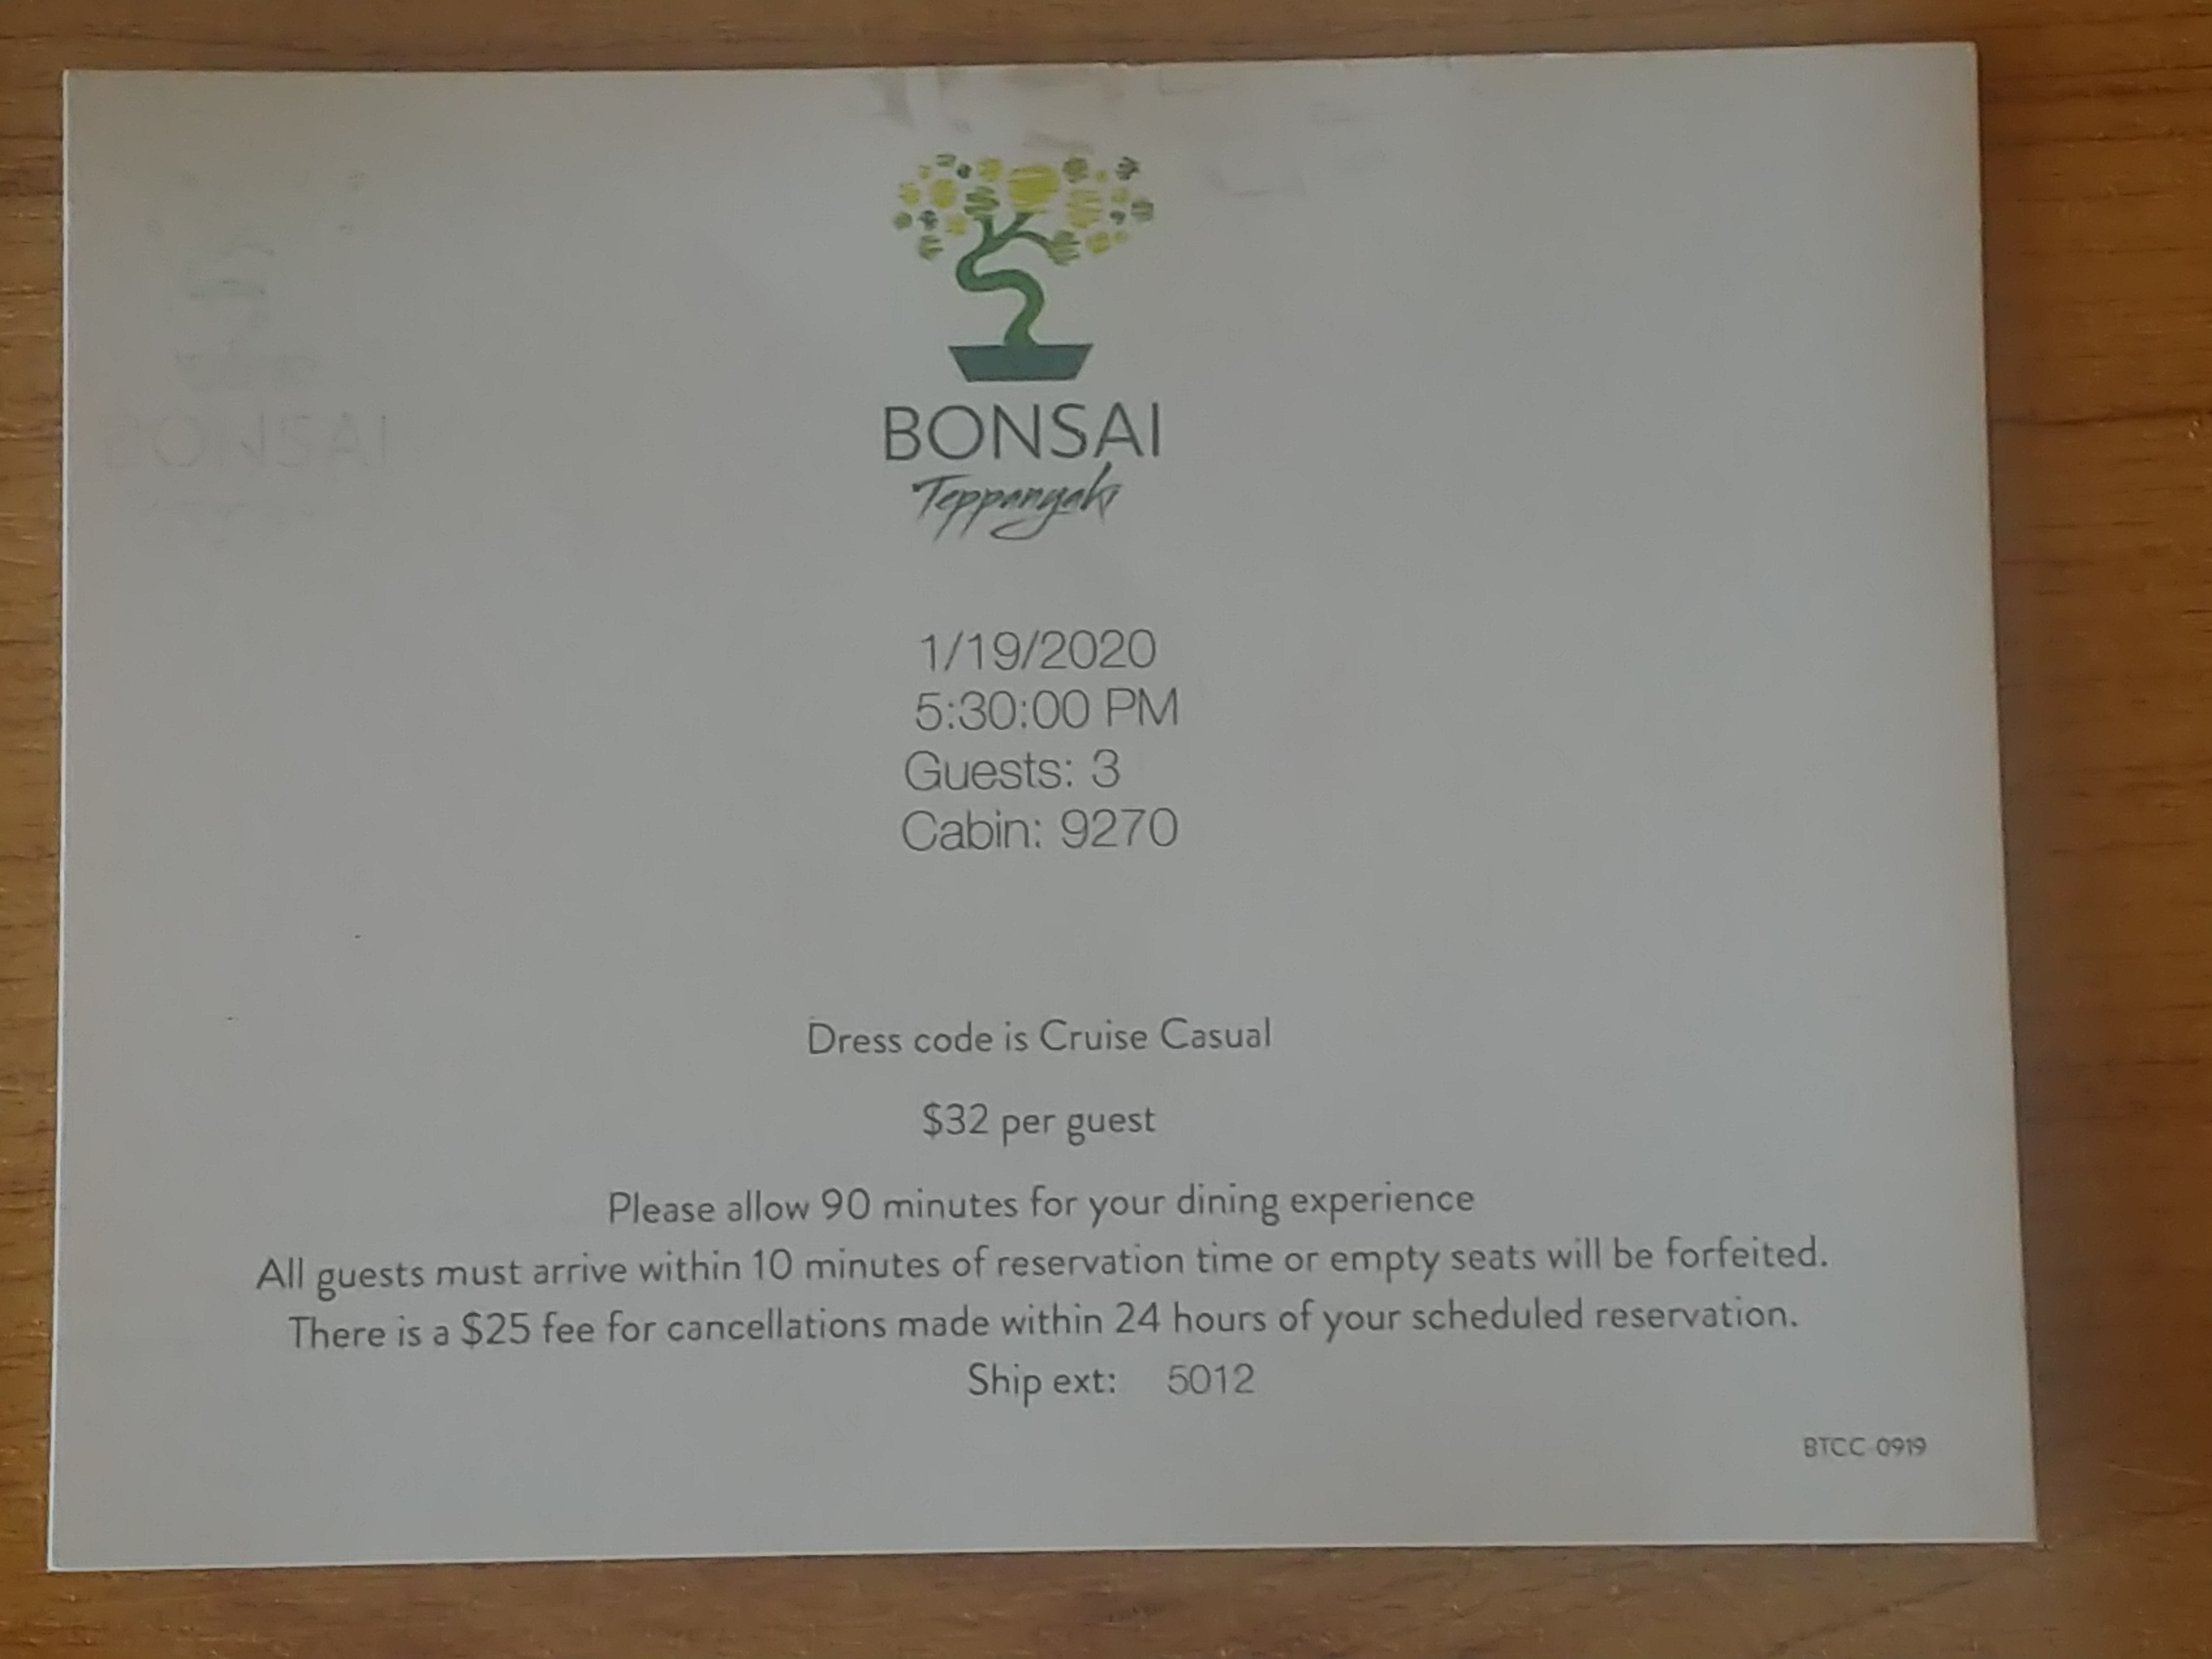 BONSAI
Teppanyaki
1/19/2020
5:30:00 PM
Guests: 3
Cabin: 9270
Dress code is Cruise Casual
$32 per guest
Please allow 90 minutes for your dining experience
All guests must arrive within 10 minutes of reservation time or empty seats will be forfeited.
There is a $25 fee for cancellations made within 24 hours of your scheduled reservation.
Ship ext: 5012
BTCC-0919